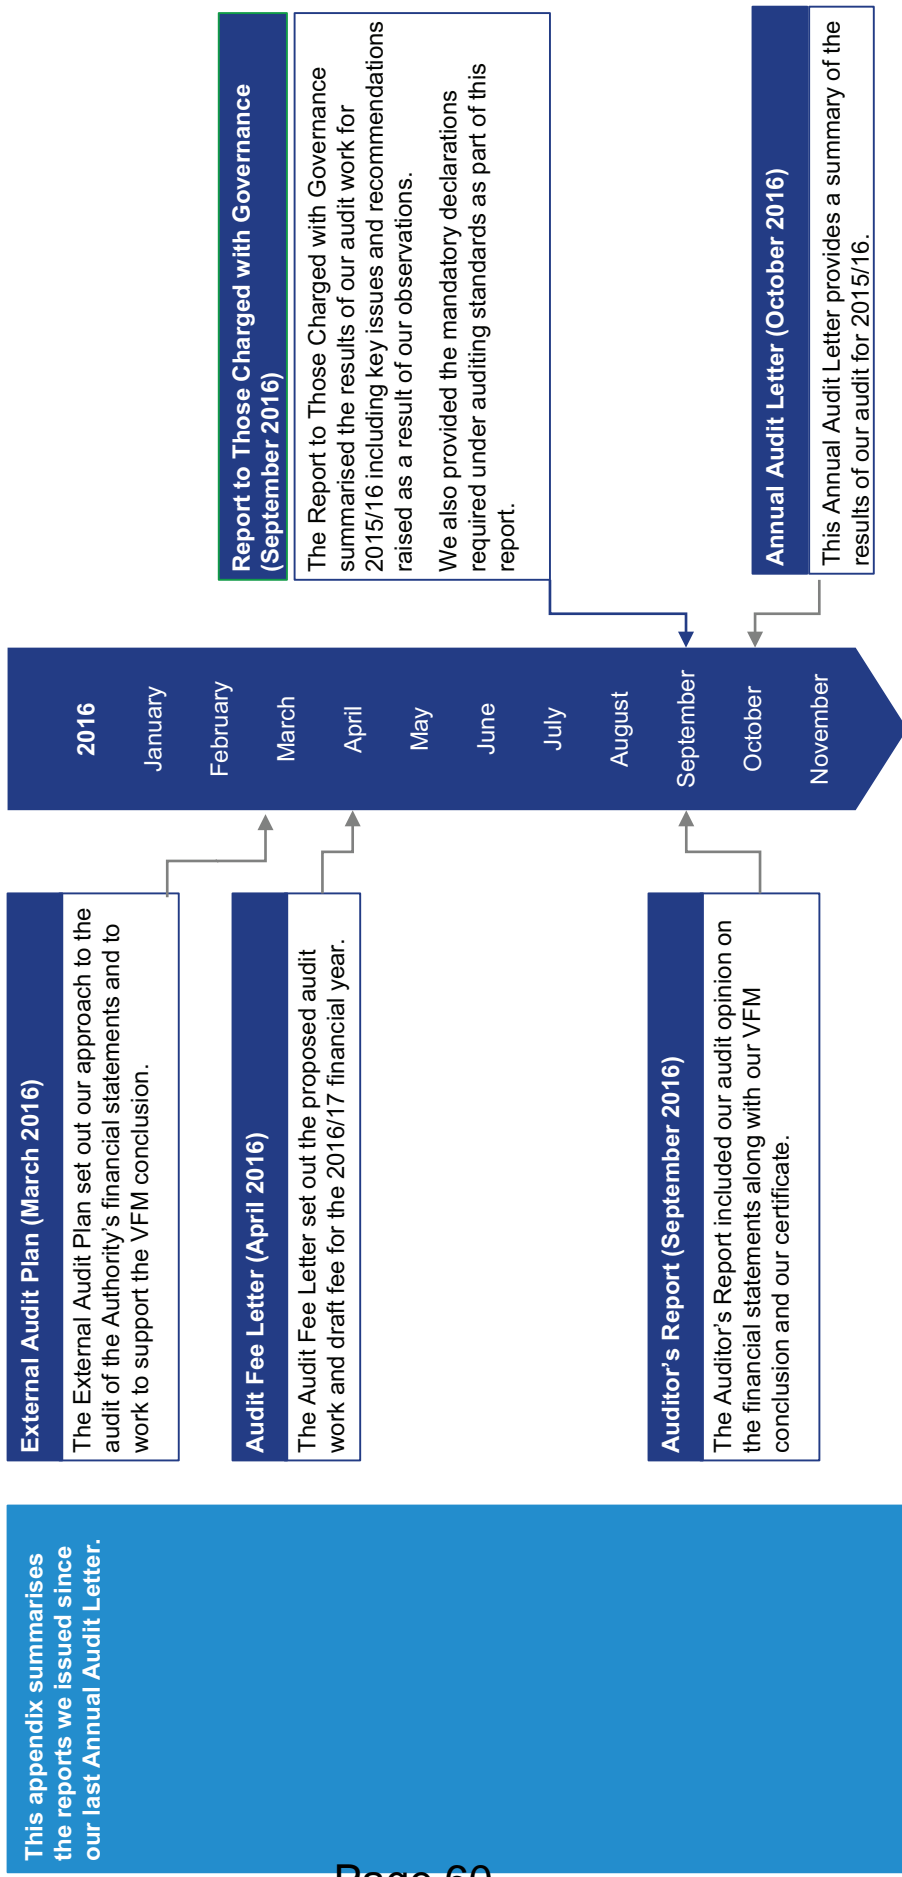 This appendix summarises
the reports we issued since
our last Annual Audit Letter.
External Audit Plan (March 2016)
The External Audit Plan set out our approach to the
audit of the Authority’s financial statements and to
work to support the VFM conclusion.
Audit Fee Letter (April 2016)
The Audit Fee Letter set out the proposed audit
work and draft fee for the 2016/17 financial year.
Auditor’s Report (September 2016)
The Auditor’s Report included our audit opinion on
the financial statements along with our VFM
conclusion and our certificate.
2016
January
February
March
April
May
June
July
August
September
October
November
Report to Those Charged with Governance
(September 2016)
The Report to Those Charged with Governance
summarised the results of our audit work for
2015/16 including key issues and recommendations
raised as a result of our observations.
We also provided the mandatory declarations
required under auditing standards as part of this
report.
Annual Audit Letter (October 2016)
This Annual Audit Letter provides a summary of the
results of our audit for 2015/16.
Page 60